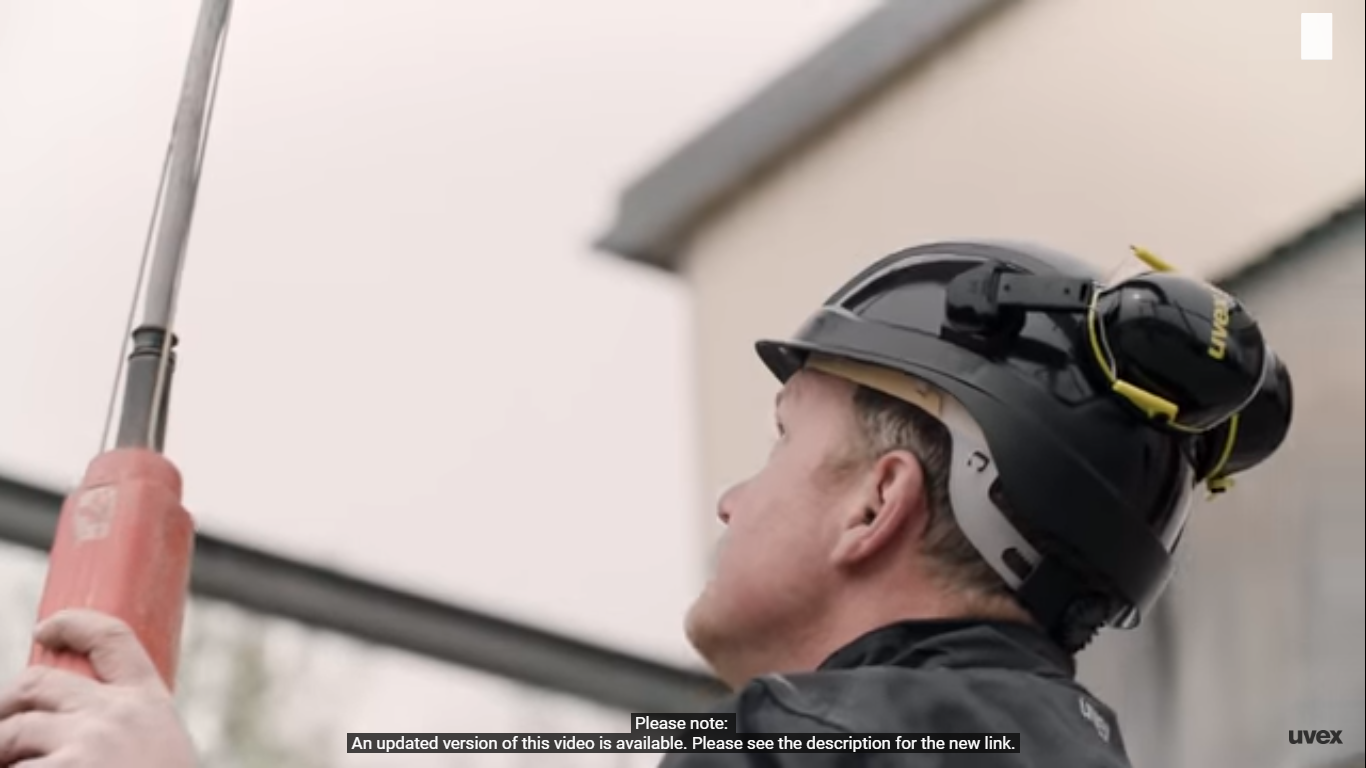 uvex
Please note:
An updated version of this video is available. Please see the description for the new link.
uvex